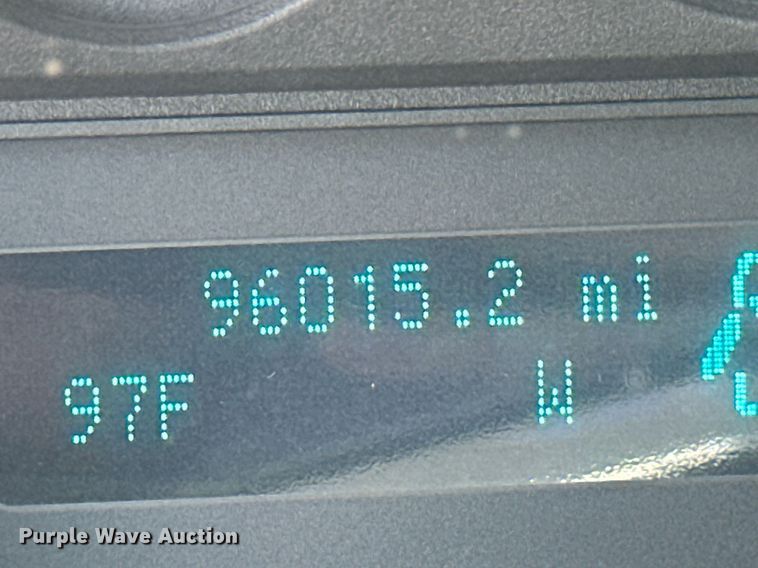 96015.2 mi
97F W
Purple Wave Auction